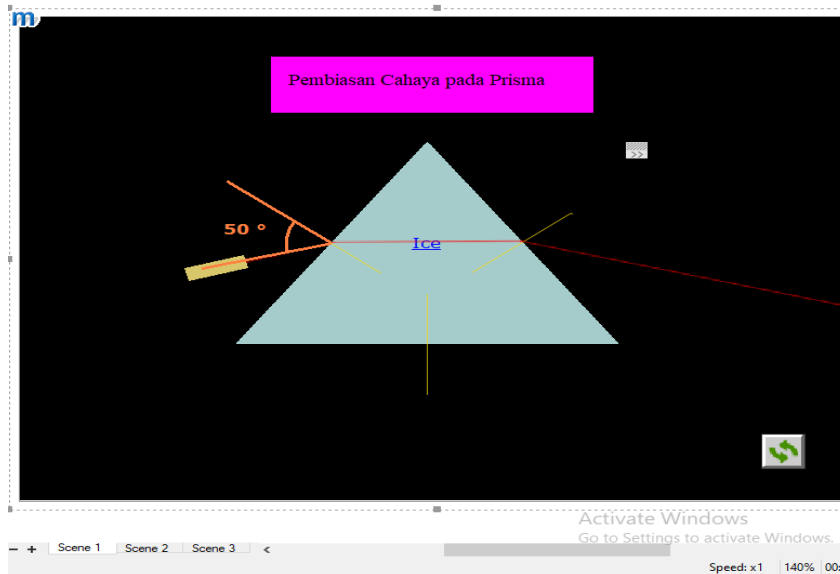 m
Pembiasan Cahaya pada Prisma
>>
50 °
Ice
Activate Windows
Go to Settings to activate Windows.
− + Scene 1 Scene 2 Scene 3 <
Speed: x1 140%